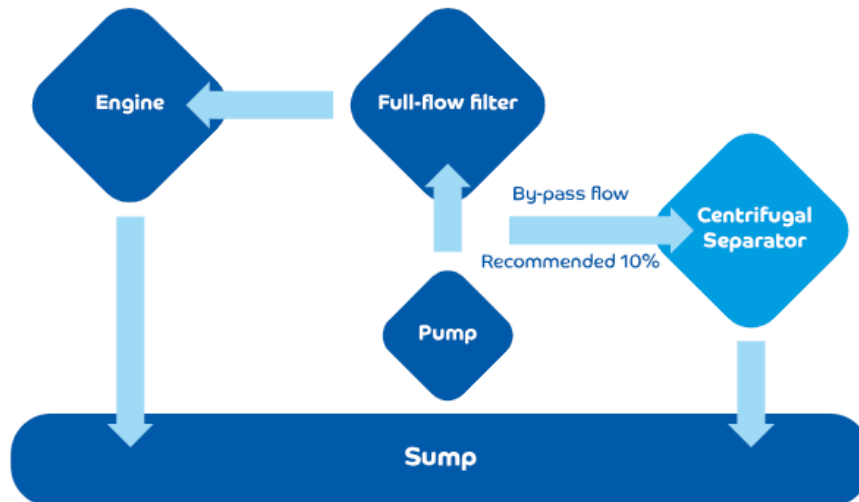 Engine
Full-flow filter
By-pass flow
Centrifugal
Separator
Recommended 10%
Pump
Sump